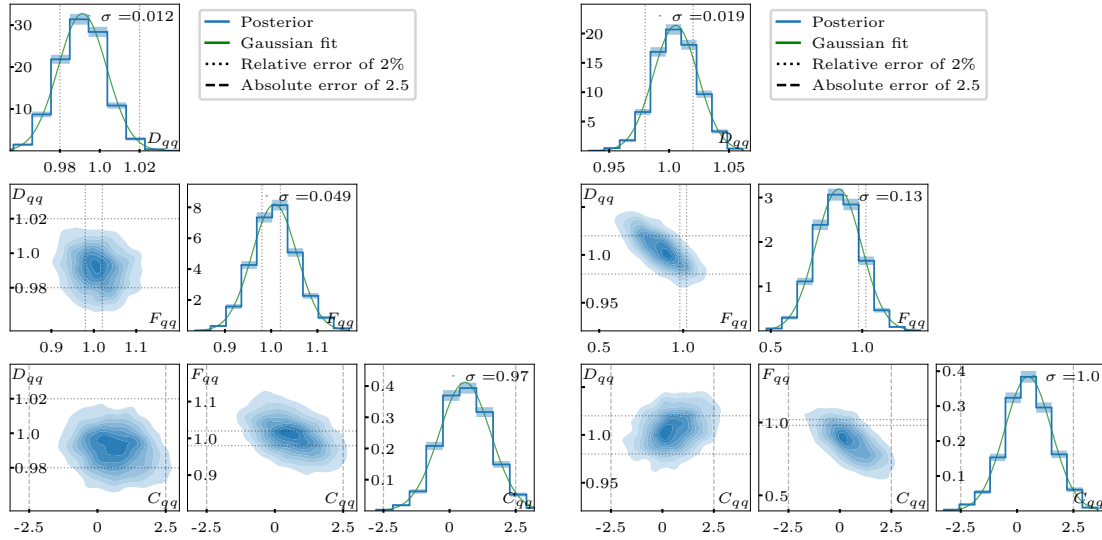 σ =0.012
30
20
10
D_qq
0.98 1.0 1.02
Posterior
Gaussian fit
Relative error of 2%
Absolute error of 2.5
σ =0.019
20
15
10
5
D_qq
0.95 1.0 1.05
Posterior
Gaussian fit
Relative error of 2%
Absolute error of 2.5
D_qq
1.02
1.0
0.98
F_qq
1.0 1.2
σ =0.049
8
6
4
2
F_qq
0.9 1.0 1.1
D_qq
1.0
0.95
F_qq
0.5 1.0
σ =0.13
3
2
1
F_qq
0.5 1.0
D_qq
1.02
1.0
0.98
C_qq
-2.5 0 2.5
F_qq
1.1
1.0
0.9
C_qq
-2.5 0 2.5
σ =0.97
0.4
0.3
0.2
0.1
C_qq
-2.5 0 2.5
D_qq
1.0
0.95
C_qq
-2.5 0 2.5
F_qq
1.0
0.5
C_qq
-2.5 0 2.5
σ =1.0
0.4
0.3
0.2
0.1
C_qq
-2.5 0 2.5